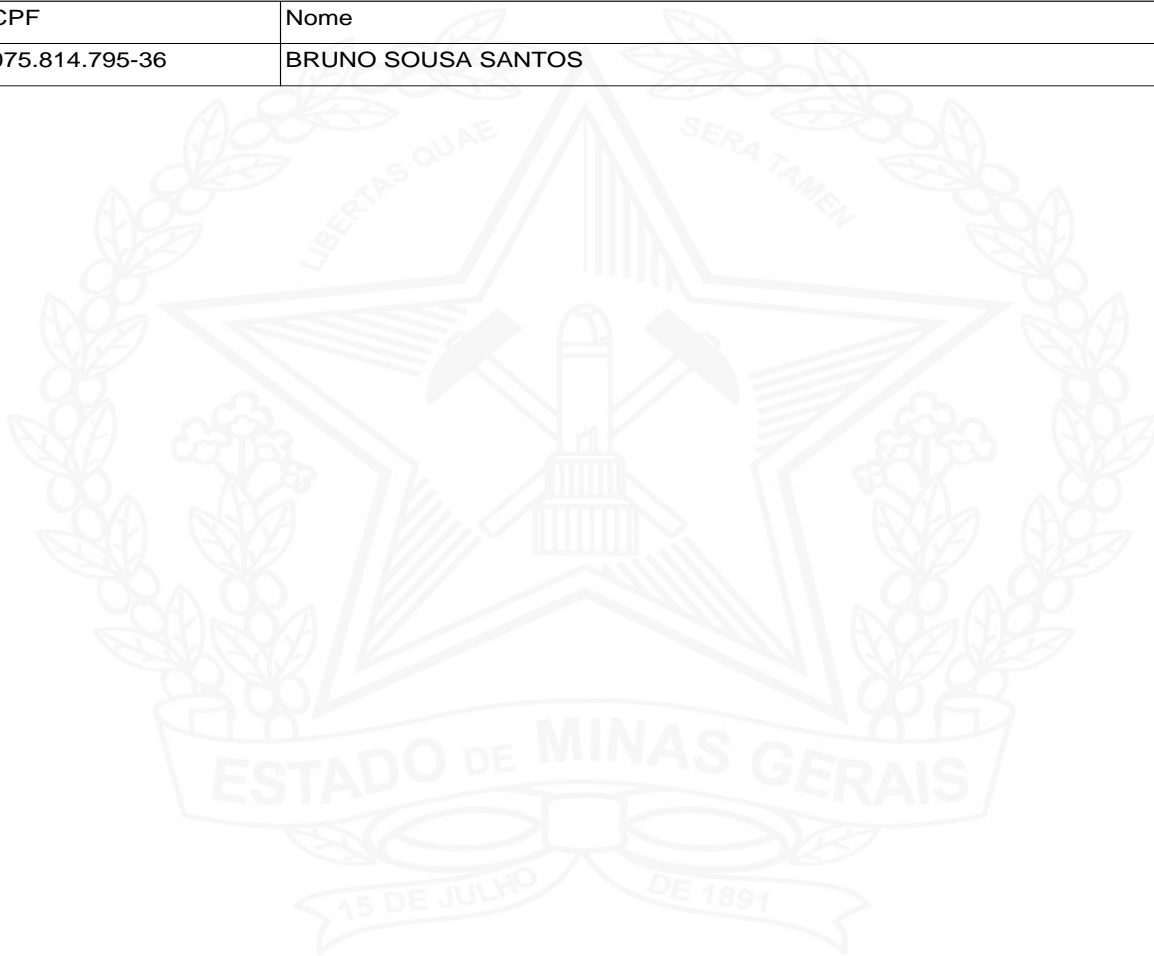 CPF Nome
075.814.795-36 BRUNO SOUSA SANTOS
LIBERTAS QUAE SERA TAMEN
ESTADO DE MINAS GERAIS
15 DE JULHO DE 1891